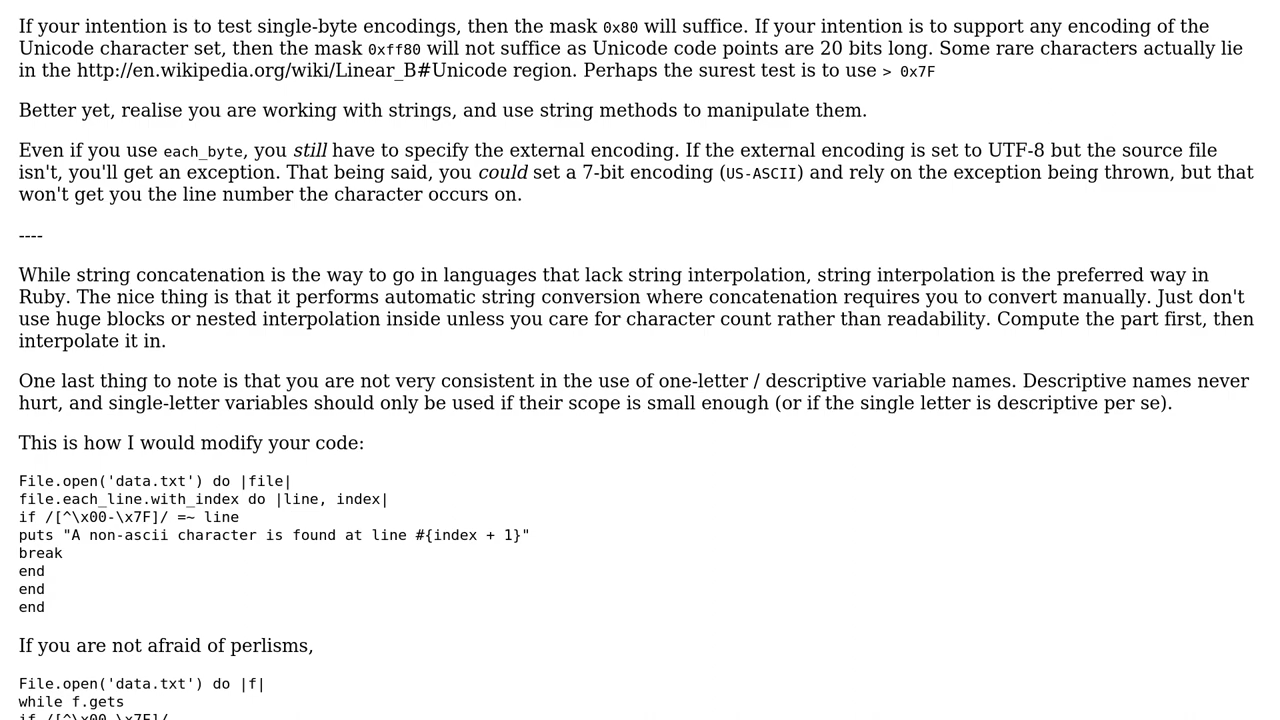 If your intention is to test single-byte encodings, then the mask 0x80 will suffice. If your intention is to support any encoding of the
Unicode character set, then the mask 0xff80 will not suffice as Unicode code points are 20 bits long. Some rare characters actually lie
in the http://en.wikipedia.org/wiki/Linear_B#Unicode region. Perhaps the surest test is to use > 0x7F
Better yet, realise you are working with strings, and use string methods to manipulate them.
Even if you use each_byte, you still have to specify the external encoding. If the external encoding is set to UTF-8 but the source file
isn't, you'll get an exception. That being said, you could set a 7-bit encoding (US-ASCII) and rely on the exception being thrown, but that
won't get you the line number the character occurs on.
----
While string concatenation is the way to go in languages that lack string interpolation, string interpolation is the preferred way in
Ruby. The nice thing is that it performs automatic string conversion where concatenation requires you to convert manually. Just don't
use huge blocks or nested interpolation inside unless you care for character count rather than readability. Compute the part first, then
interpolate it in.
One last thing to note is that you are not very consistent in the use of one-letter / descriptive variable names. Descriptive names never
hurt, and single-letter variables should only be used if their scope is small enough (or if the single letter is descriptive per se).
This is how I would modify your code:
File.open('data.txt') do |file|
file.each_line.with_index do |line, index|
if /[^\x00-\x7F]/ =~ line
puts "A non-ascii character is found at line #{index + 1}"
break
end
end
end
If you are not afraid of perlisms,
File.open('data.txt') do |f|
while f.gets
if /[^\x00-\x7F]/